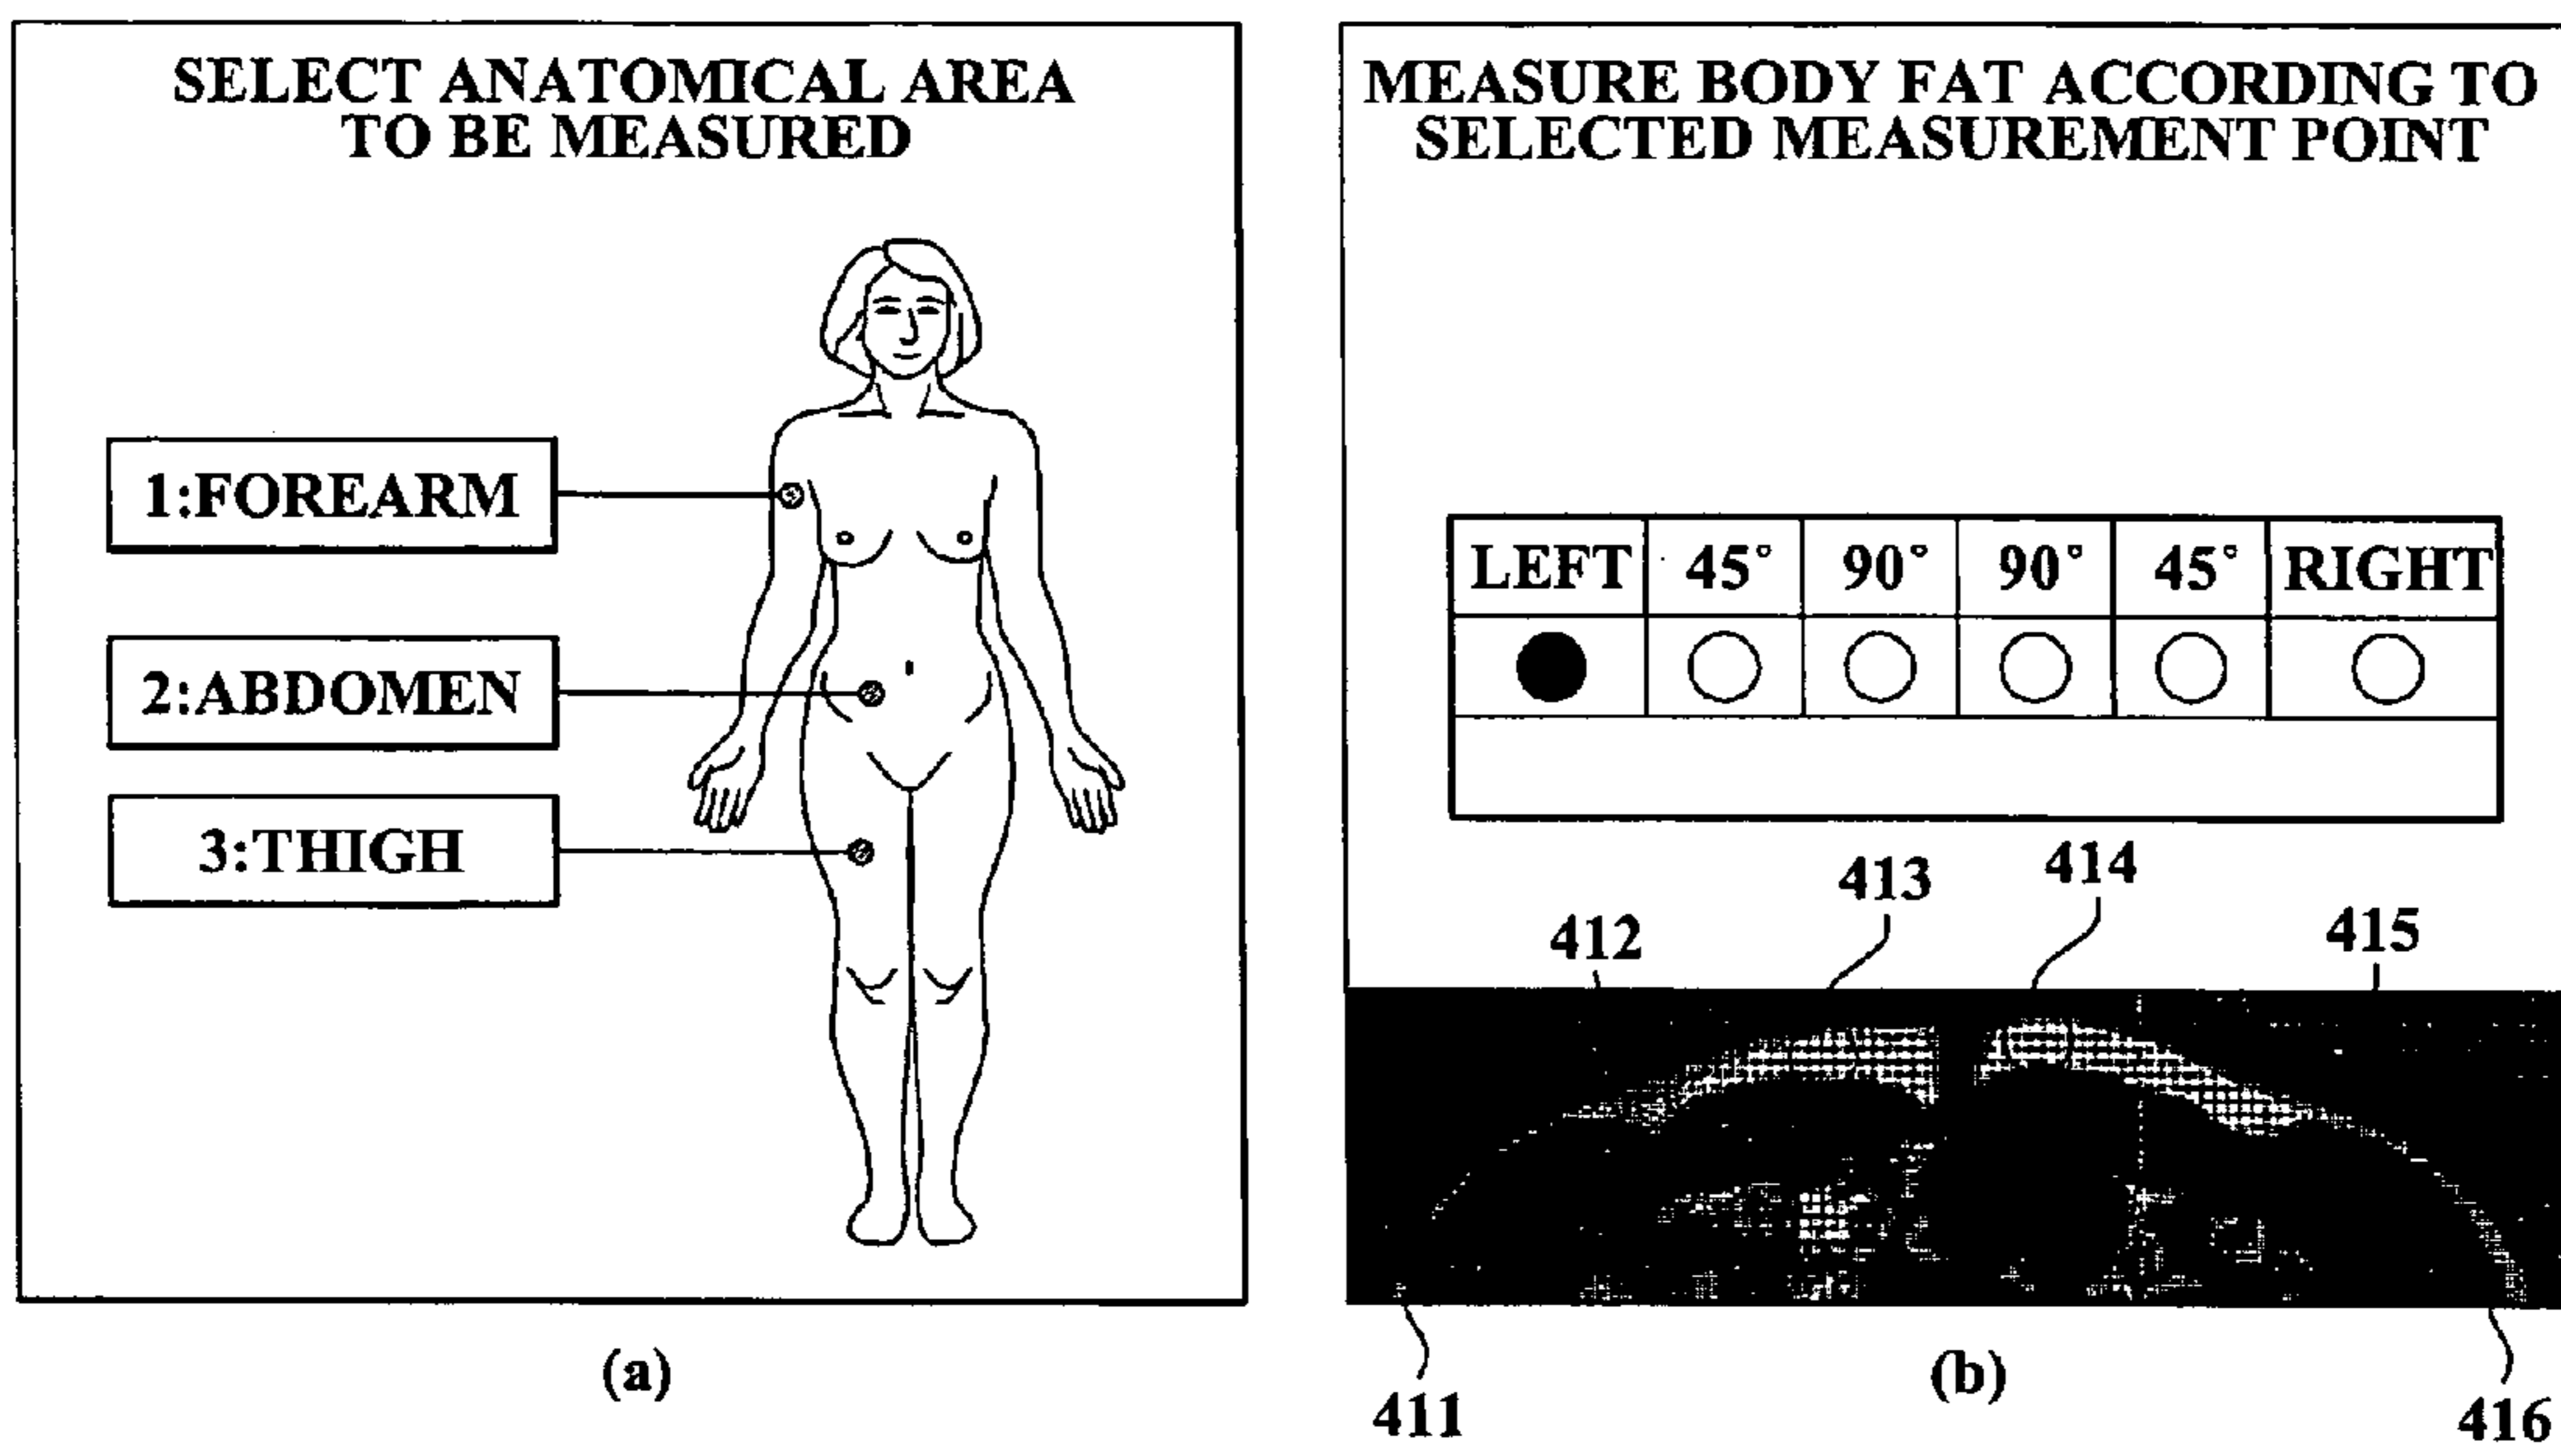 SELECT ANATOMICAL AREA
TO BE MEASURED
1:FOREARM
2:ABDOMEN
3:THIGH
(a)
MEASURE BODY FAT ACCORDING TO
SELECTED MEASUREMENT POINT
LEFT 45° 90° 90° 45° RIGHT
412 413 414 415
411 416
(b)